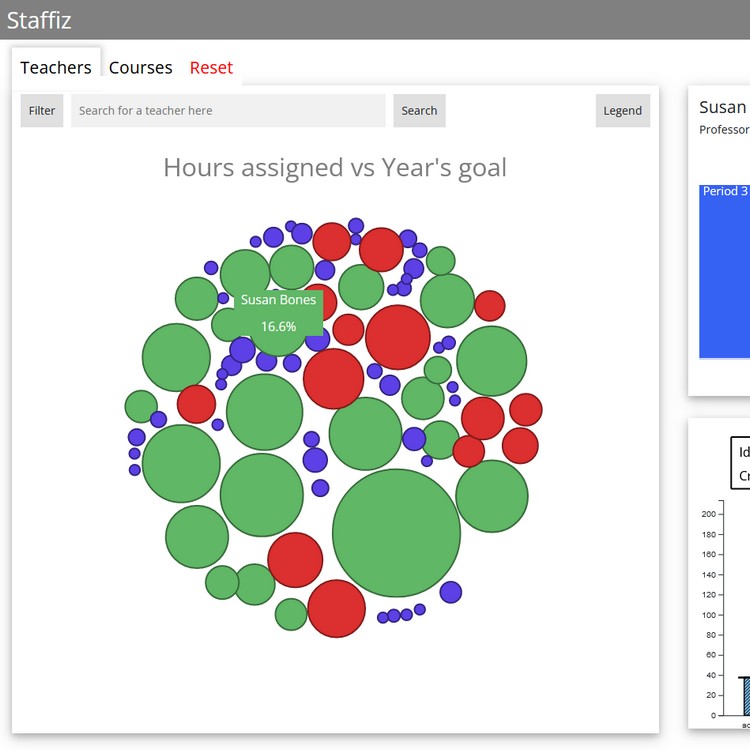 Staffiz
Teachers Courses Reset
Filter Search for a teacher here Search Legend
Hours assigned vs Year's goal
Susan Bones
16.6%
Susan
Professor
Period 3
Id
Cr
200
180
160
140
120
100
80
60
40
20
0